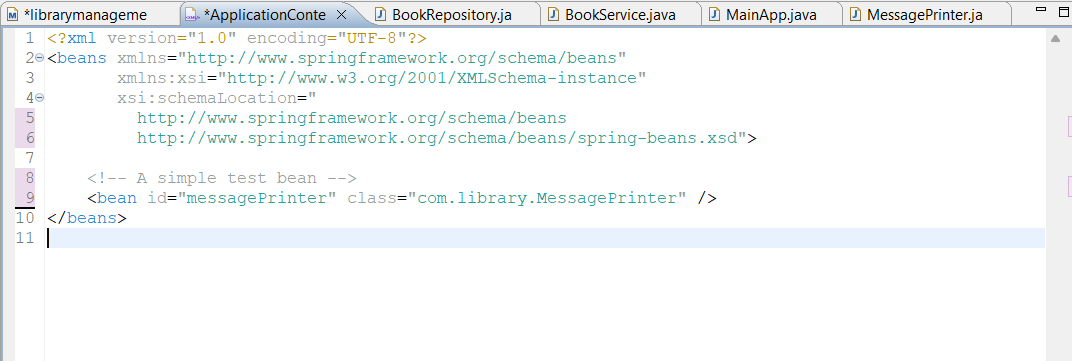 *librarymanageme
*ApplicationConte
BookRepository.ja
BookService.java
MainApp.java
MessagePrinter.ja
1 <?xml version="1.0" encoding="UTF-8"?>
2 <beans xmlns="http://www.springframework.org/schema/beans"
3 xmlns:xsi="http://www.w3.org/2001/XMLSchema-instance"
4 xsi:schemaLocation="
5 http://www.springframework.org/schema/beans
6 http://www.springframework.org/schema/beans/spring-beans.xsd">
7
8 <!-- A simple test bean -->
9 <bean id="messagePrinter" class="com.library.MessagePrinter" />
10 </beans>
11